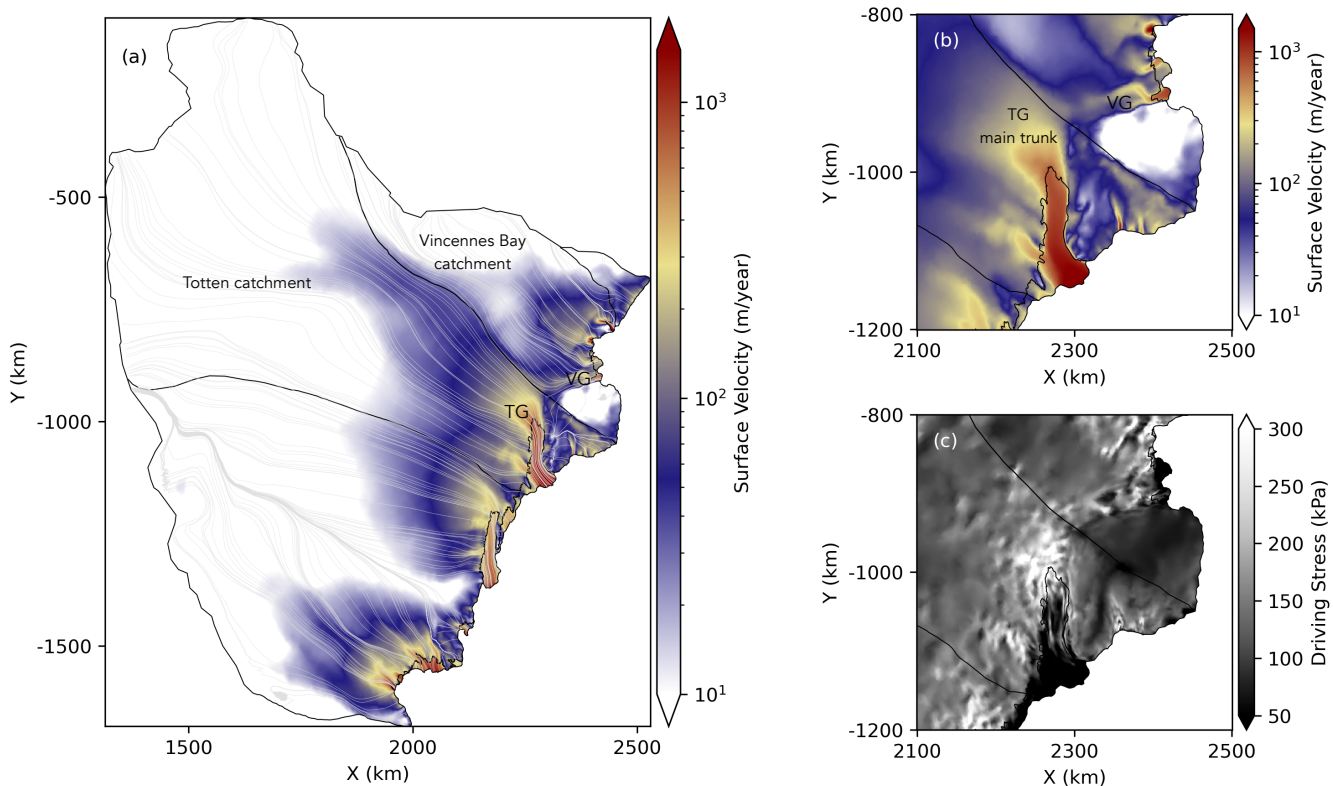 (a)
Vincennes Bay
catchment
Totten catchment
VG
TG
-500
-1000
-1500
1500
2000
2500
X (km)
Y (km)
10³
10²
10¹
Surface Velocity (m/year)
(b)
VG
TG
main trunk
-800
-1000
-1200
2100
2300
2500
X (km)
Y (km)
10³
10²
10¹
Surface Velocity (m/year)
(c)
-800
-1000
-1200
2100
2300
2500
X (km)
Y (km)
300
250
200
150
100
50
Driving Stress (kPa)